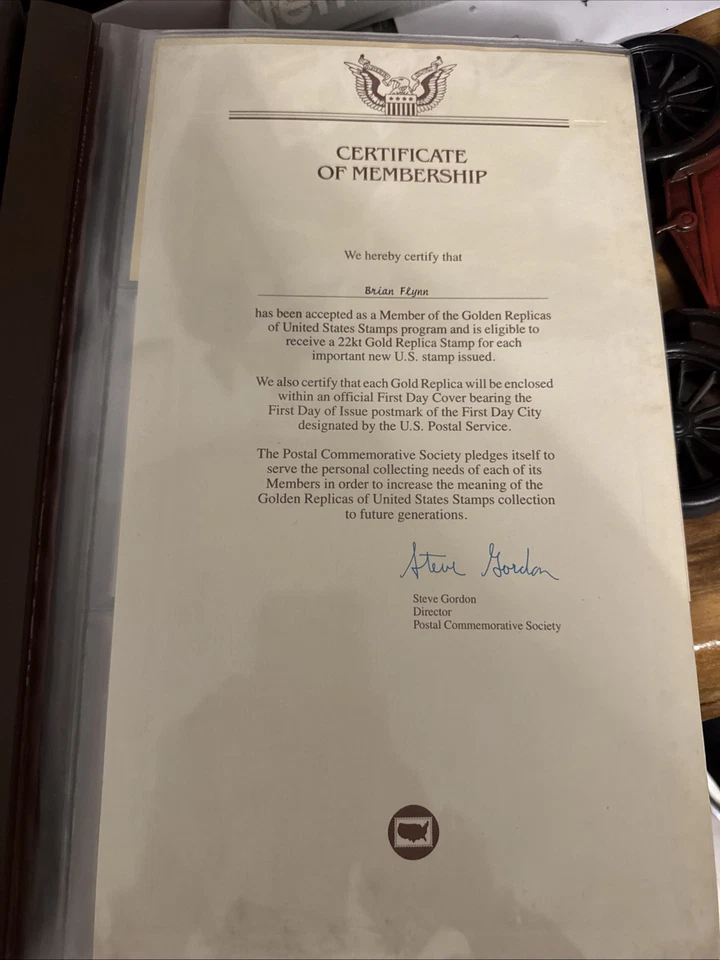 CERTIFICATE
OF MEMBERSHIP
We hereby certify that
Brian Flynn
has been accepted as a Member of the Golden Replicas
of United States Stamps program and is eligible to
receive a 22kt Gold Replica Stamp for each
important new U.S. stamp issued.
We also certify that each Gold Replica will be enclosed
within an official First Day Cover bearing the
First Day of Issue postmark of the First Day City
designated by the U.S. Postal Service.
The Postal Commemorative Society pledges itself to
serve the personal collecting needs of each of its
Members in order to increase the meaning of the
Golden Replicas of United States Stamps collection
to future generations.
Steve Gordon
Steve Gordon
Director
Postal Commemorative Society